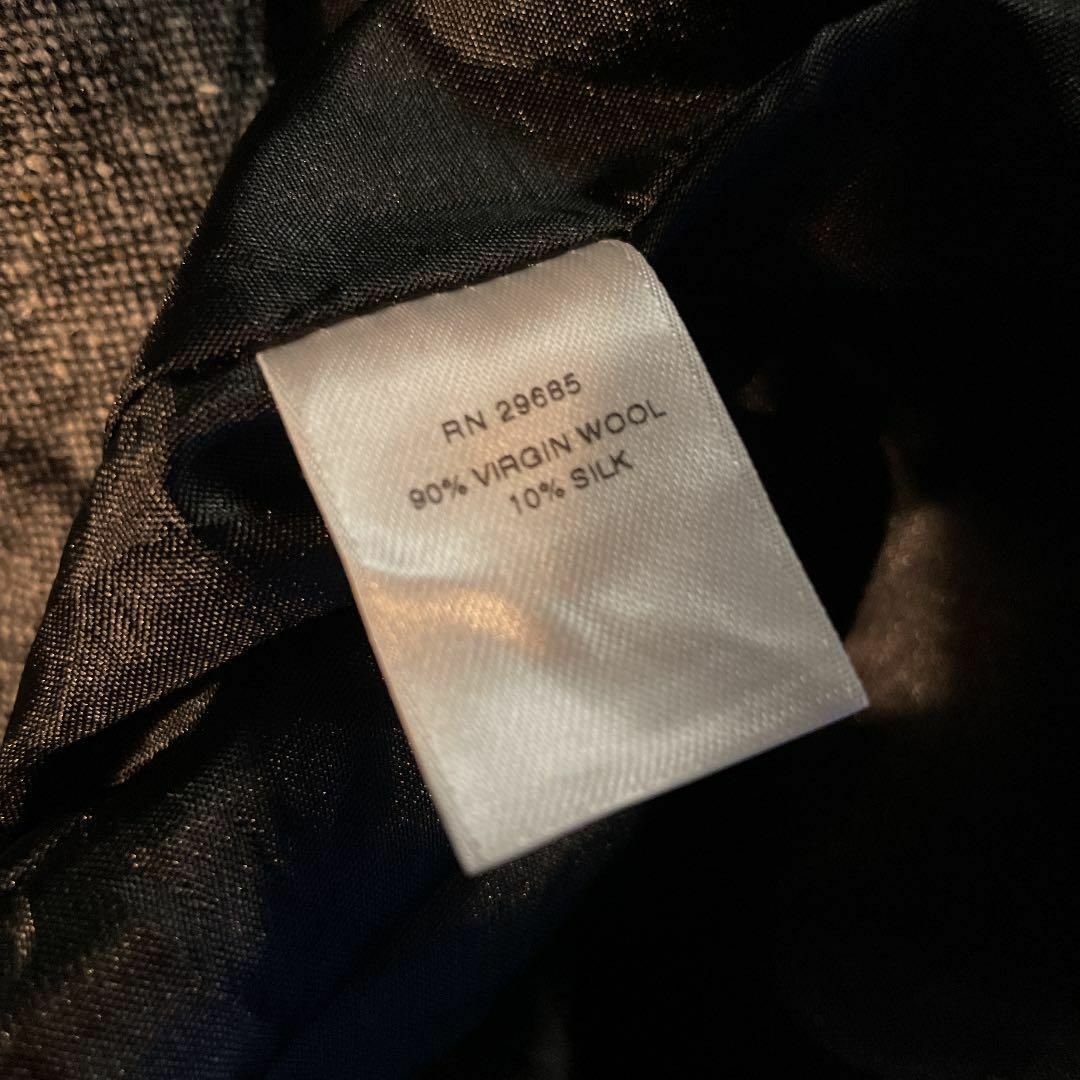 RN 29685
90% VIRGIN WOOL
10% SILK